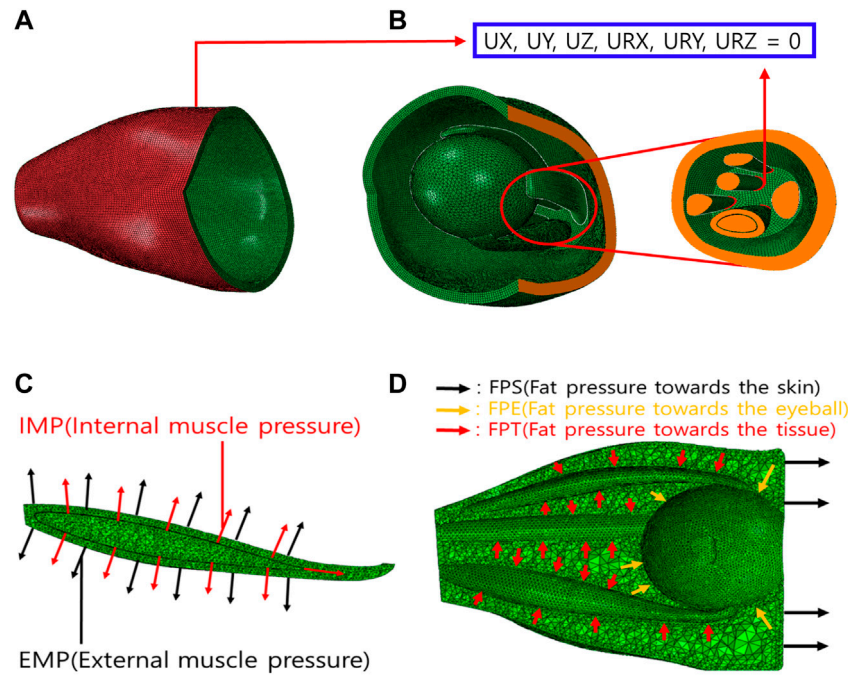 A
B
UX, UY, UZ, URX, URY, URZ = 0
C
D
: FPS(Fat pressure towards the skin)
: FPE(Fat pressure towards the eyeball)
: FPT(Fat pressure towards the tissue)
IMP(Internal muscle pressure)
EMP(External muscle pressure)